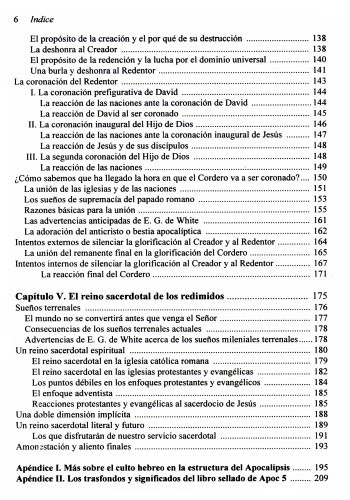 6 Indice
El propósito de la creación y el por qué de su destrucción ........................ 138
La deshonra al Creador ........................ 138
El propósito de la redención y la lucha por el dominio universal ............ 140
Una burla y deshonra al Redentor ........................ 141
La coronación del Redentor ........................ 143
I. La coronación prefigurativa de David ........................ 144
La reacción de las naciones ante la coronación de David .................... 144
La reacción de David al ser coronado ........................ 145
II. La coronación inaugural del Hijo de Dios ........................ 146
La reacción de las naciones ante la coronación inaugural de Jesús ......... 147
La reacción de Jesús y de sus discípulos ........................ 148
III. La segunda coronación del Hijo de Dios ........................ 148
La reacción de las naciones ........................ 149
¿Cómo sabemos que ha llegado la hora en que el Cordero va a ser coronado?.... 150
La unión de las iglesias y de las naciones ........................ 151
Los sueños de supremacía del papado romano ........................ 153
Razones básicas para la unión ........................ 155
Las advertencias anticipadas de E. G. de White ........................ 161
La adoración del anticristo o bestia apocalíptica ........................ 162
Intentos externos de silenciar la glorificación al Creador y al Redentor ............ 164
La unión del remanente final en la glorificación del Cordero ................ 165
Intentos internos de silenciar la glorificación al Creador y al Redentor ............ 167
La reacción final del Cordero ........................ 171
Capítulo V. El reino sacerdotal de los redimidos ........................ 175
Sueños terrenales ........................ 176
El mundo no se convertirá antes que venga el Señor ........................ 177
Consecuencias de los sueños terrenales actuales ........................ 178
Advertencias de E. G. de White acerca de los sueños mileniales terrenales...... 178
Un reino sacerdotal espiritual ........................ 180
El reino sacerdotal en la iglesia católica romana ........................ 179
El reino sacerdotal en las iglesias protestantes y evangélicas ................ 182
Los puntos débiles en los enfoques protestantes y evangélicos ............ 184
El enfoque adventista ........................ 185
Reacciones protestantes y evangélicas al sacerdocio de Jesús ............ 185
Una doble dimensión implícita ........................ 188
Un reino sacerdotal literal y futuro ........................ 189
Los que disfrutarán de nuestro servicio sacerdotal ........................ 191
Amonestación y aliento finales ........................ 193
Apéndice I. Más sobre el culto hebreo en la estructura del Apocalipsis ........ 195
Apéndice II. Los trasfondos y significados del libro sellado de Apoc 5 ........ 209